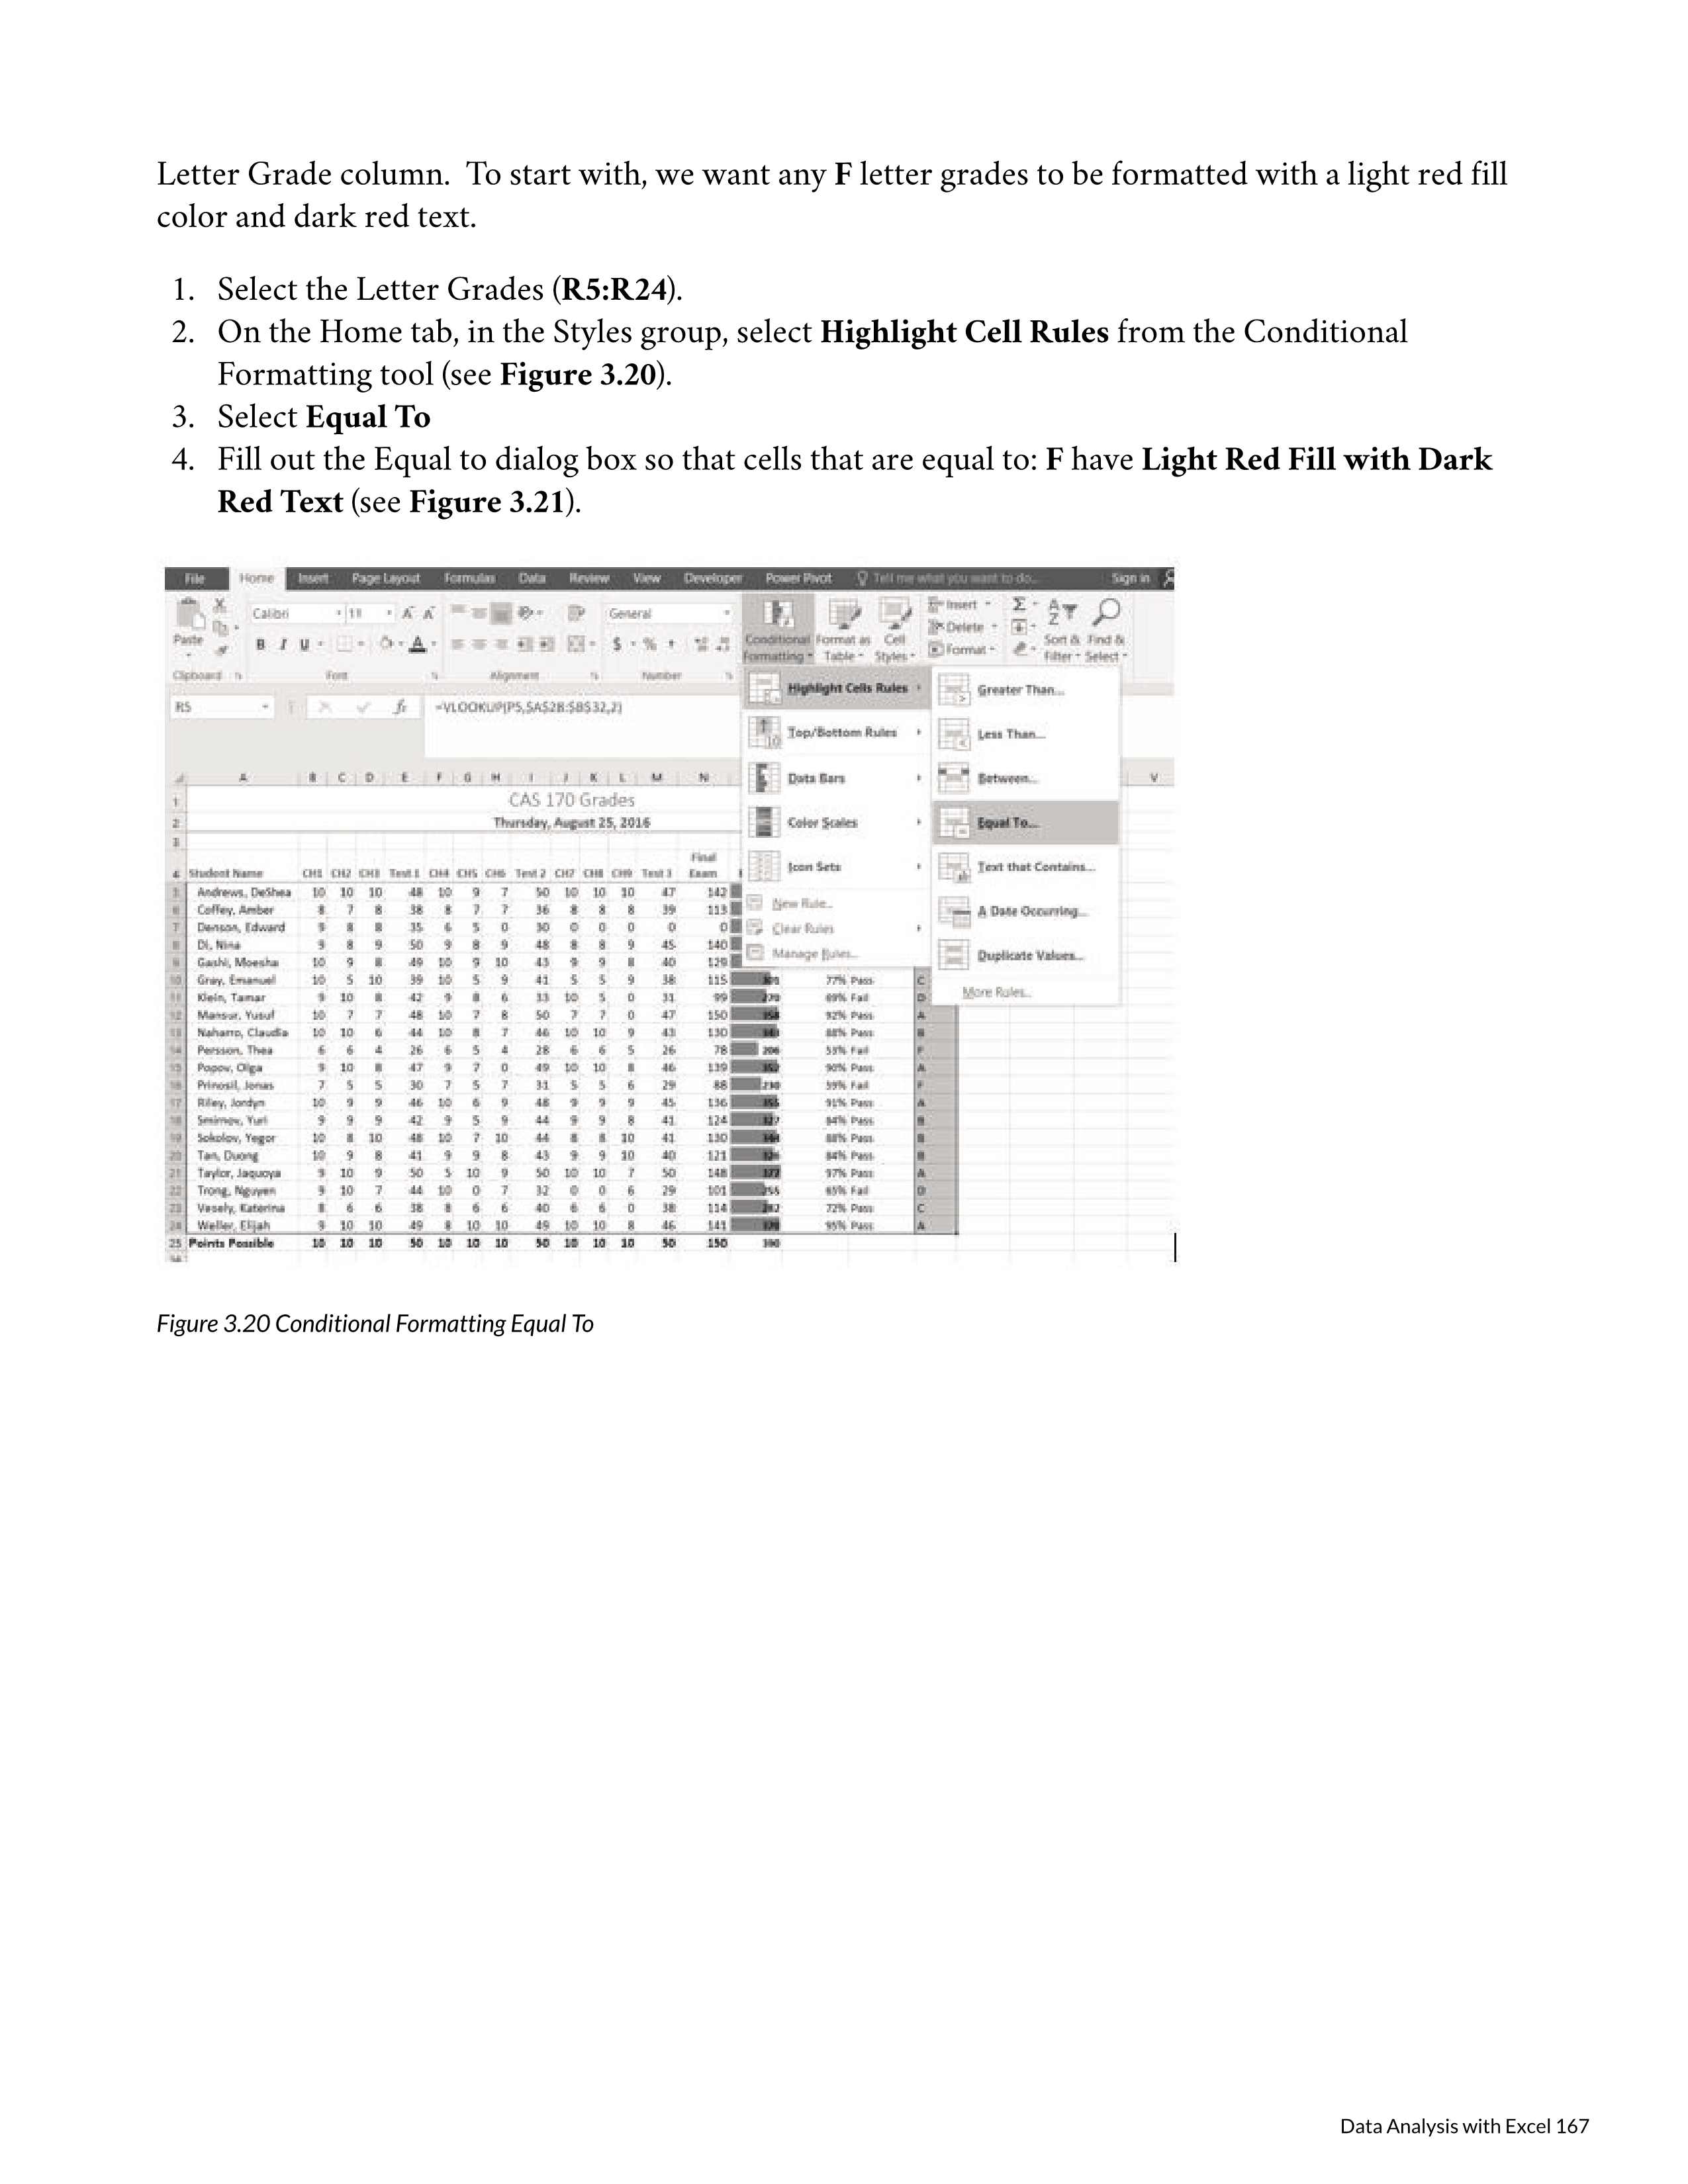 Letter Grade column.  To start with, we want any F letter grades to be formatted with a light red fill
color and dark red text.
1. Select the Letter Grades (R5:R24).
2. On the Home tab, in the Styles group, select Highlight Cell Rules from the Conditional
Formatting tool (see Figure 3.20).
3. Select Equal To
4. Fill out the Equal to dialog box so that cells that are equal to: F have Light Red Fill with Dark
Red Text (see Figure 3.21).
File Home Insert Page Layout Formulas Data Review View Developer Power Pivot Tell me what you want to do... Sign in
Calibri 11 A A General Insert Σ A Z
Paste B I U A $ % Conditional Formatting Format as Table Cell Styles Delete Format Sort & Filter Find & Select
Clipboard Font Alignment Number
R5 fx =VLOOKUP(P5,$A$28:$B$32,2)
Highlight Cells Rules
Top/Bottom Rules
Data Bars
Color Scales
Icon Sets
New Rule...
Clear Rules
Manage Rules...
Greater Than...
Less Than...
Between...
Equal To...
Text that Contains...
A Date Occurring...
Duplicate Values...
More Rules...
A B C D E F G H I J K L M N V
1 CAS 170 Grades
2 Thursday, August 25, 2016
3
4 Student Name CH1 CH2 CH3 Test 1 CH4 CH5 CH6 Test 2 CH7 CH8 CH9 Test 3 Final Exam
5 Andrews, DeShea 10 10 10 48 10 9 7 50 10 10 10 47 142
6 Coffey, Amber 8 7 8 38 8 7 7 36 8 8 8 39 113
7 Denson, Edward 9 8 8 35 6 5 0 30 0 0 0 0 0
8 Di, Nina 9 8 9 50 9 8 9 48 8 8 9 45 140
9 Gashi, Moesha 10 9 8 49 10 9 10 43 9 9 8 40 129
10 Gray, Emanuel 10 5 10 39 10 5 9 41 5 5 9 38 115 301 77% Pass C
11 Klein, Tamar 9 10 8 42 9 8 6 33 10 5 0 31 99 270 69% Fail D
12 Mansur, Yusuf 10 7 7 48 10 7 8 50 7 7 0 47 150 358 92% Pass A
13 Naharro, Claudia 10 10 6 44 10 8 7 46 10 10 9 43 130 343 88% Pass B
14 Persson, Thea 6 6 4 26 6 5 4 28 6 6 5 26 78 206 53% Fail F
15 Popov, Olga 9 10 8 47 9 7 0 49 10 10 8 46 139 352 90% Pass A
16 Prinosil, Jonas 7 5 5 30 7 5 7 31 5 5 6 29 88 230 59% Fail F
17 Riley, Jordyn 10 9 9 46 10 6 9 48 9 9 9 45 136 355 91% Pass A
18 Smirnov, Yuri 9 9 9 42 9 5 9 44 9 9 8 41 124 327 84% Pass B
19 Sokolov, Yegor 10 8 10 48 10 7 10 44 8 8 10 41 130 344 88% Pass B
20 Tan, Duong 10 9 8 41 9 9 8 43 9 9 10 40 121 326 84% Pass B
21 Taylor, Jaquoya 9 10 9 50 5 10 9 50 10 10 7 50 148 377 97% Pass A
22 Trong, Nguyen 9 10 7 44 10 0 7 32 0 0 6 29 101 255 65% Fail D
23 Vesely, Katerina 8 6 6 38 8 6 6 40 6 6 0 38 114 282 72% Pass C
24 Weller, Elijah 9 10 10 49 8 10 10 49 10 10 8 46 141 370 95% Pass A
25 Points Possible 10 10 10 50 10 10 10 50 10 10 10 50 150 390
Figure 3.20 Conditional Formatting Equal To
Data Analysis with Excel 167